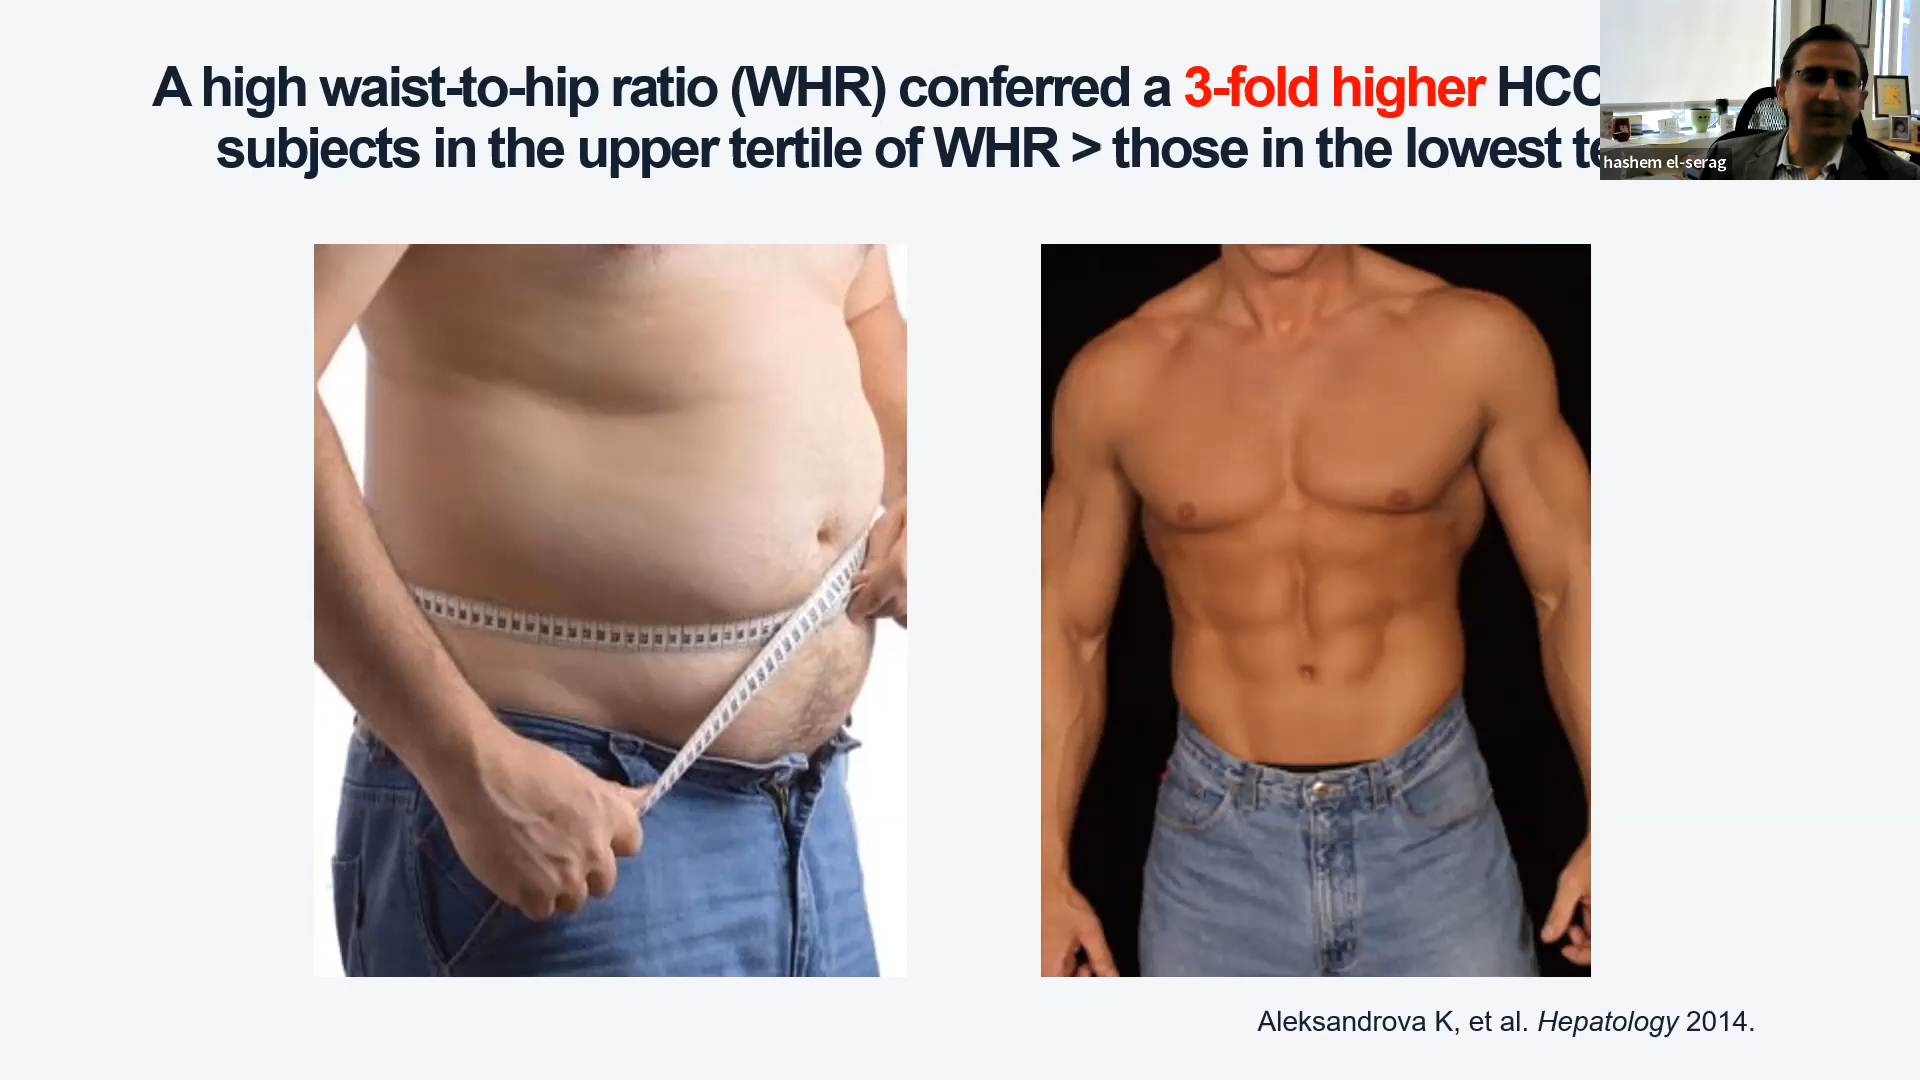 A high waist-to-hip ratio (WHR) conferred a 3-fold higher HCC
subjects in the upper tertile of WHR > those in the lowest
hashem el-serag
Aleksandrova K, et al. Hepatology 2014.